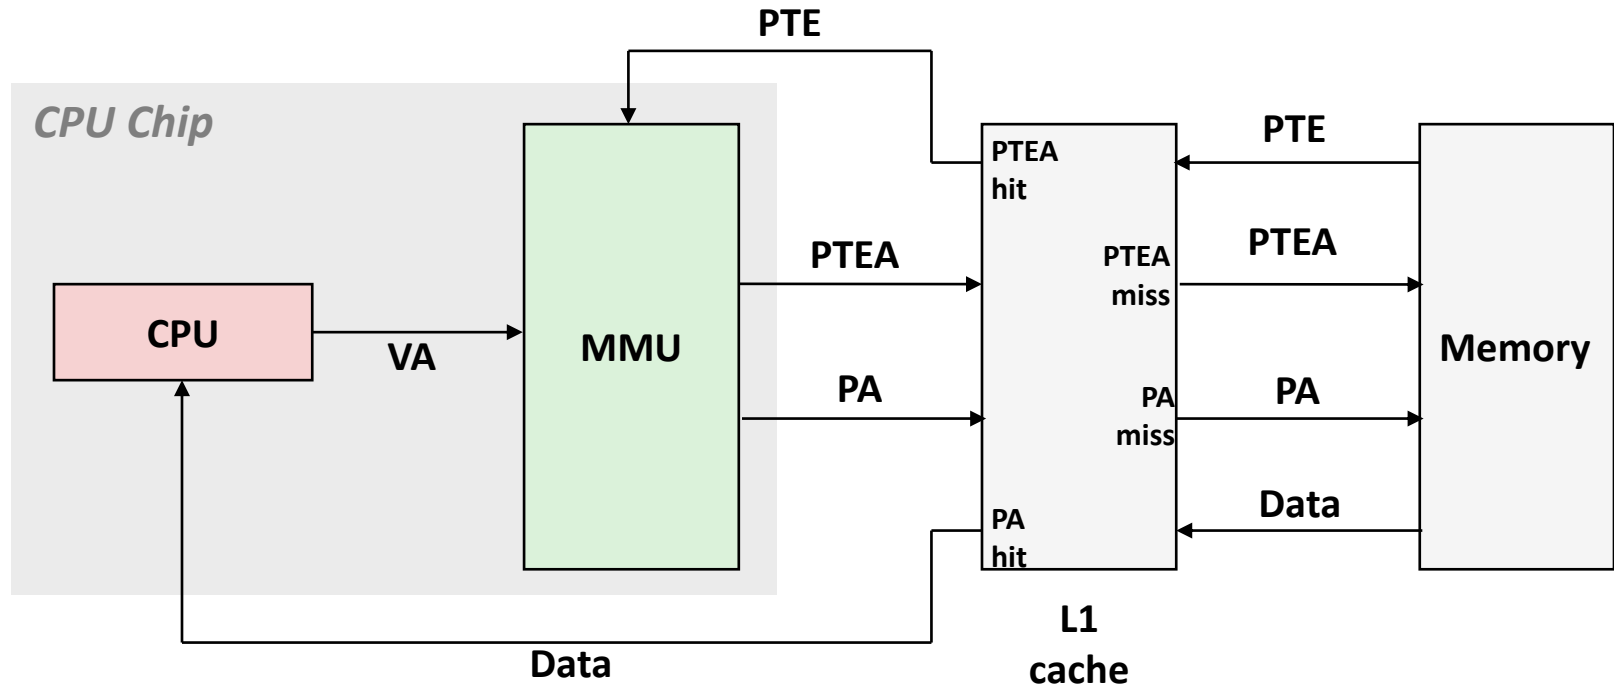 PTE
CPU Chip
PTEA
hit
PTE
PTEA
PTEA
miss
PTEA
CPU
VA
MMU
Memory
PA
PA
miss
PA
PA
hit
Data
Data
L1
cache